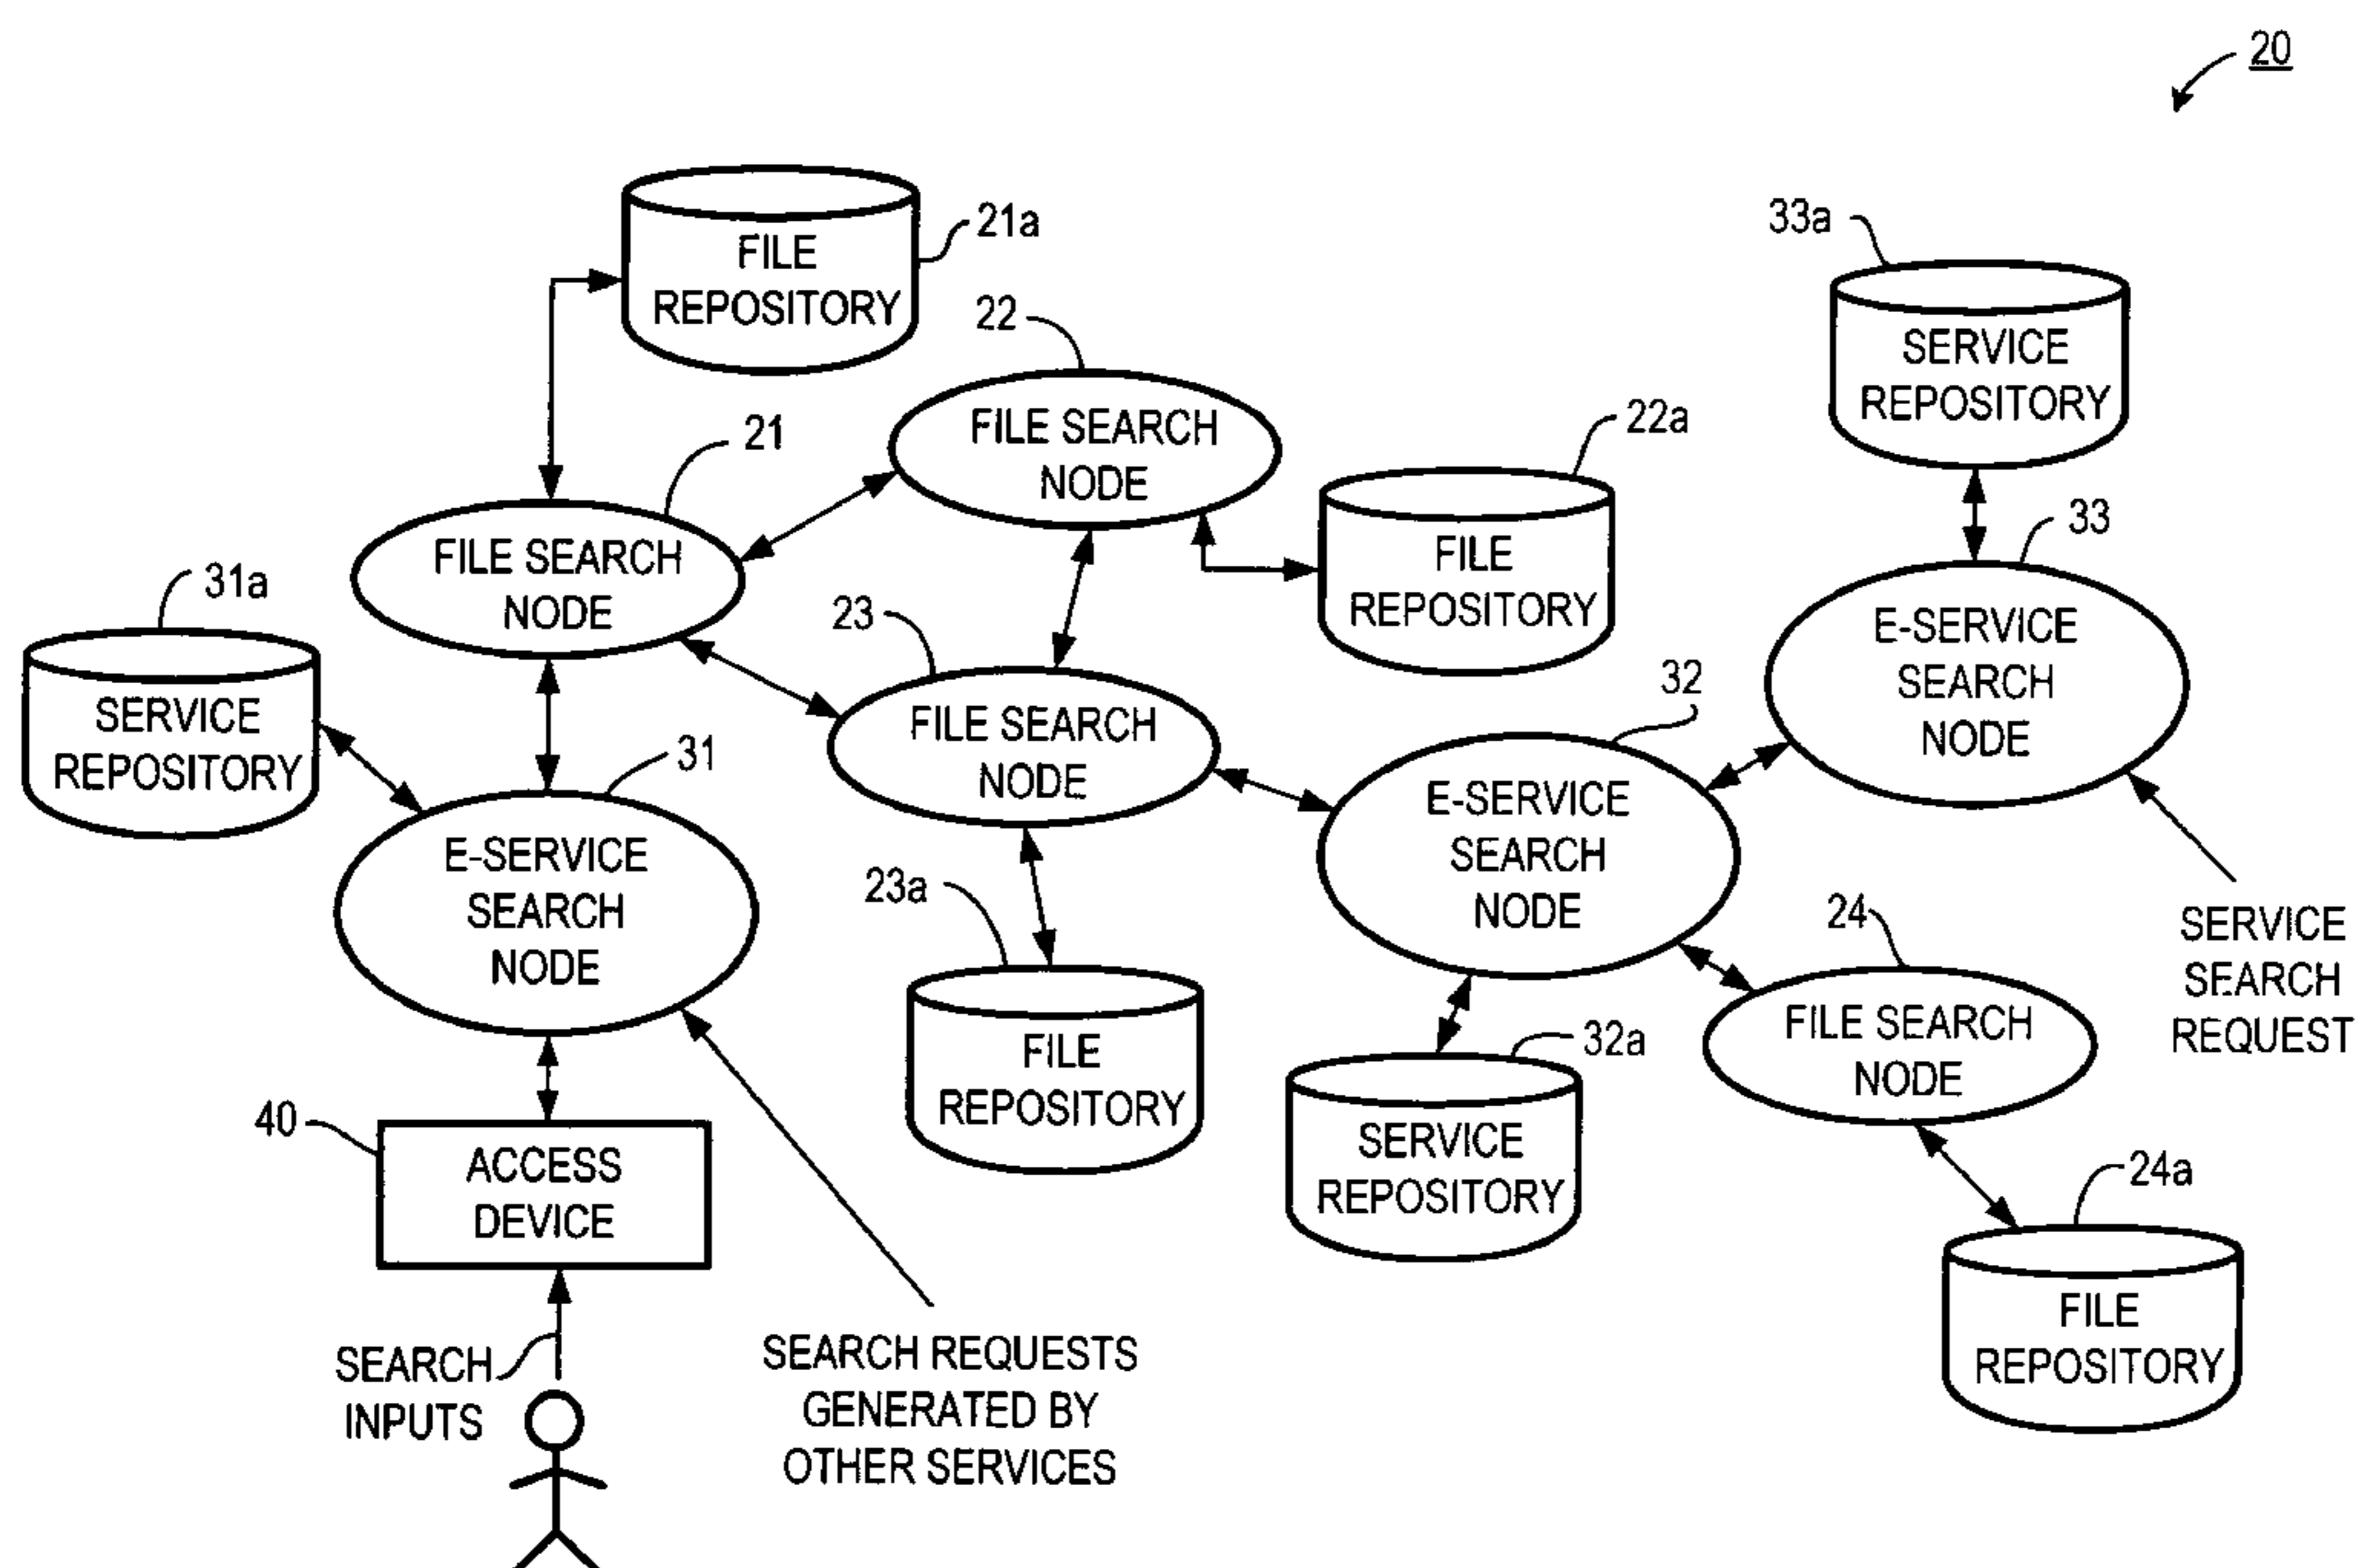 20
21a
FILE
REPOSITORY
33a
22
SERVICE
REPOSITORY
FILE SEARCH
NODE
22a
21
FILE
REPOSITORY
33
FILE SEARCH
NODE
31a
23
E-SERVICE
SEARCH
NODE
32
SERVICE
REPOSITORY
FILE SEARCH
NODE
31
E-SERVICE
SEARCH
NODE
E-SERVICE
SEARCH
NODE
23a
24
SERVICE
SEARCH
REQUEST
FILE SEARCH
NODE
FILE
REPOSITORY
32a
40
ACCESS
DEVICE
SERVICE
REPOSITORY
24a
FILE
REPOSITORY
SEARCH
INPUTS
SEARCH REQUESTS
GENERATED BY
OTHER SERVICES